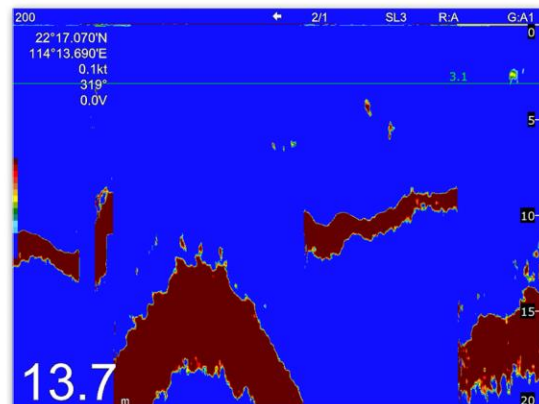 200 2/1 SL3 R:A G:A1
22°17.070'N
114°13.690'E
0.1kt
319°
0.0V
0
3.1
5
10
15
13.7 m
20